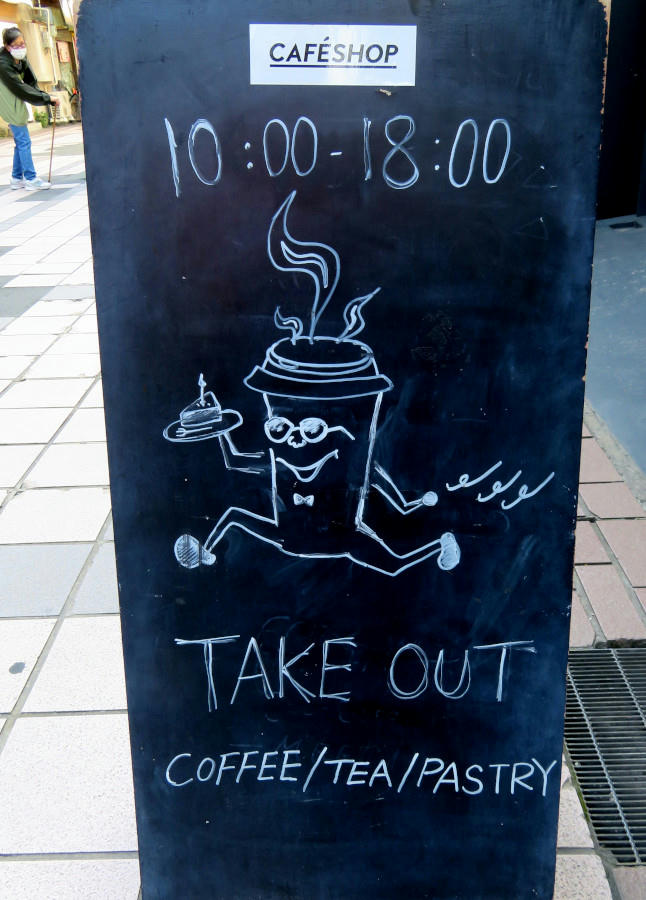 CAFÉSHOP
10:00-18:00
TAKE OUT
COFFEE/TEA/PASTRY